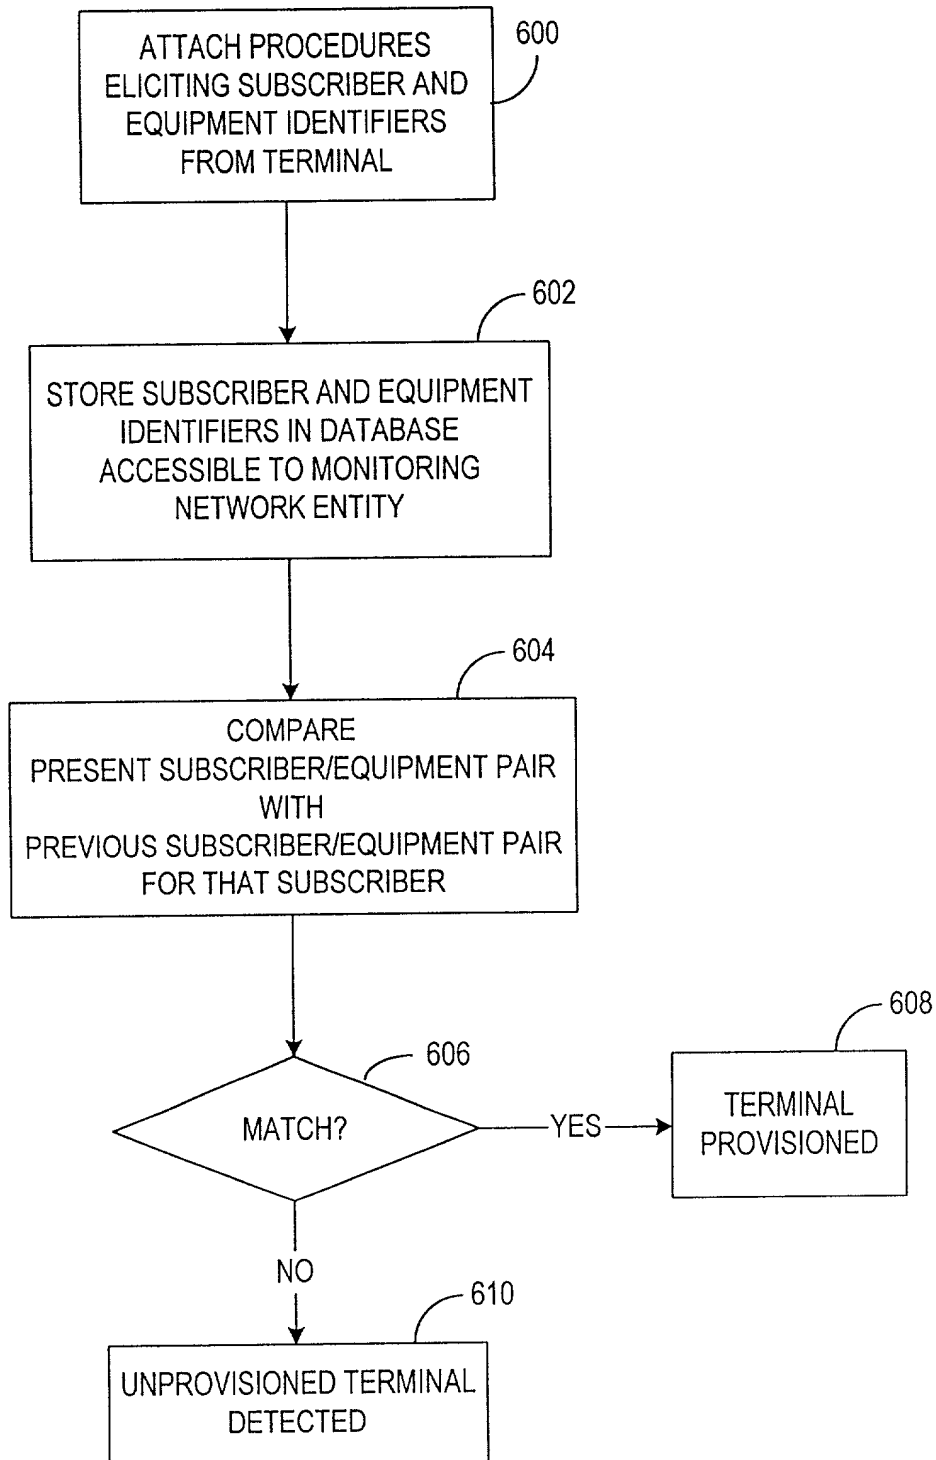 600
ATTACH PROCEDURES
ELICITING SUBSCRIBER AND
EQUIPMENT IDENTIFIERS
FROM TERMINAL
602
STORE SUBSCRIBER AND EQUIPMENT
IDENTIFIERS IN DATABASE
ACCESSIBLE TO MONITORING
NETWORK ENTITY
604
COMPARE
PRESENT SUBSCRIBER/EQUIPMENT PAIR
WITH
PREVIOUS SUBSCRIBER/EQUIPMENT PAIR
FOR THAT SUBSCRIBER
606
MATCH?
YES
608
TERMINAL
PROVISIONED
NO
610
UNPROVISIONED TERMINAL
DETECTED